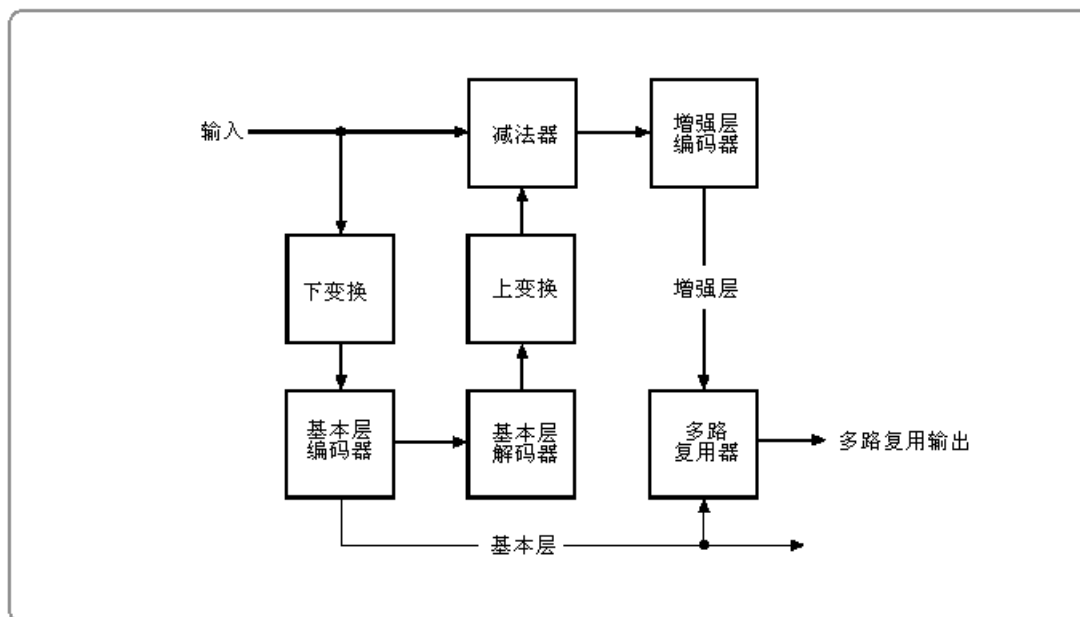 输入
减法器
增强层
编码器
下变换
上变换
增强层
基本层
编码器
基本层
解码器
多路
复用器
多路复用输出
基本层